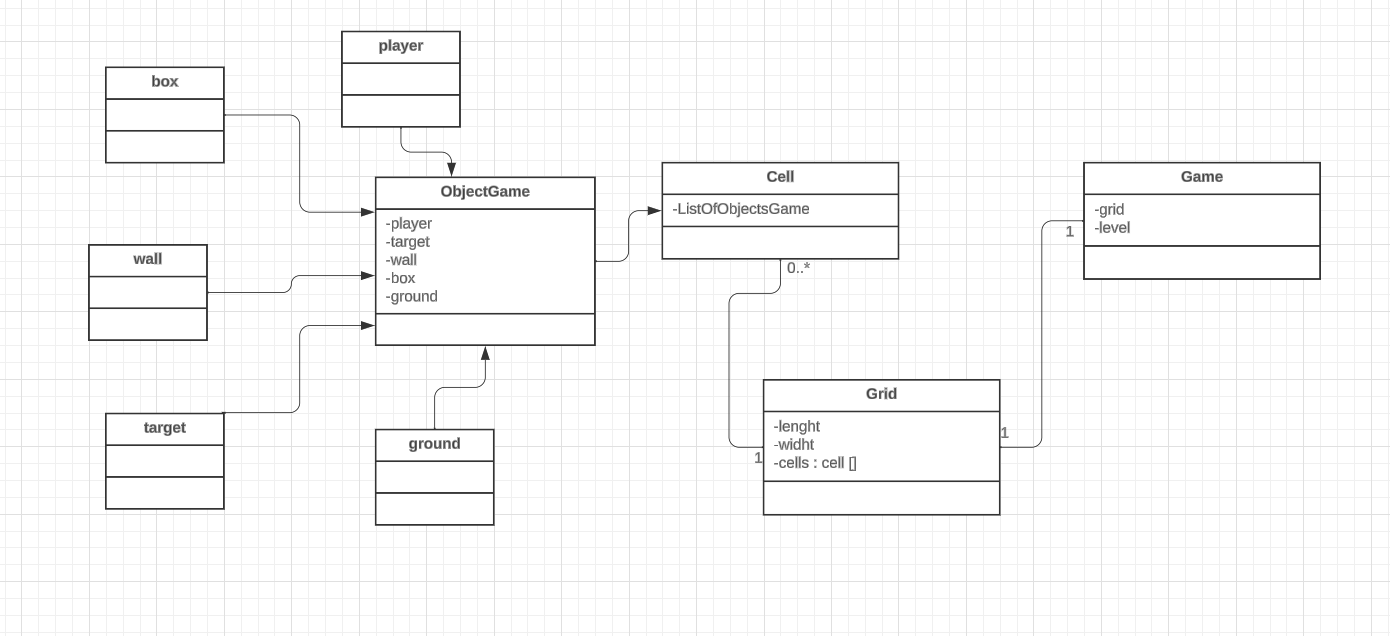 player
box
ObjectGame
-player
-target
-wall
-box
-ground
Cell
-ListOfObjectsGame
0..*
Game
-grid
-level
1
wall
target
ground
Grid
-lenght
-widht
-cells : cell []
1
1